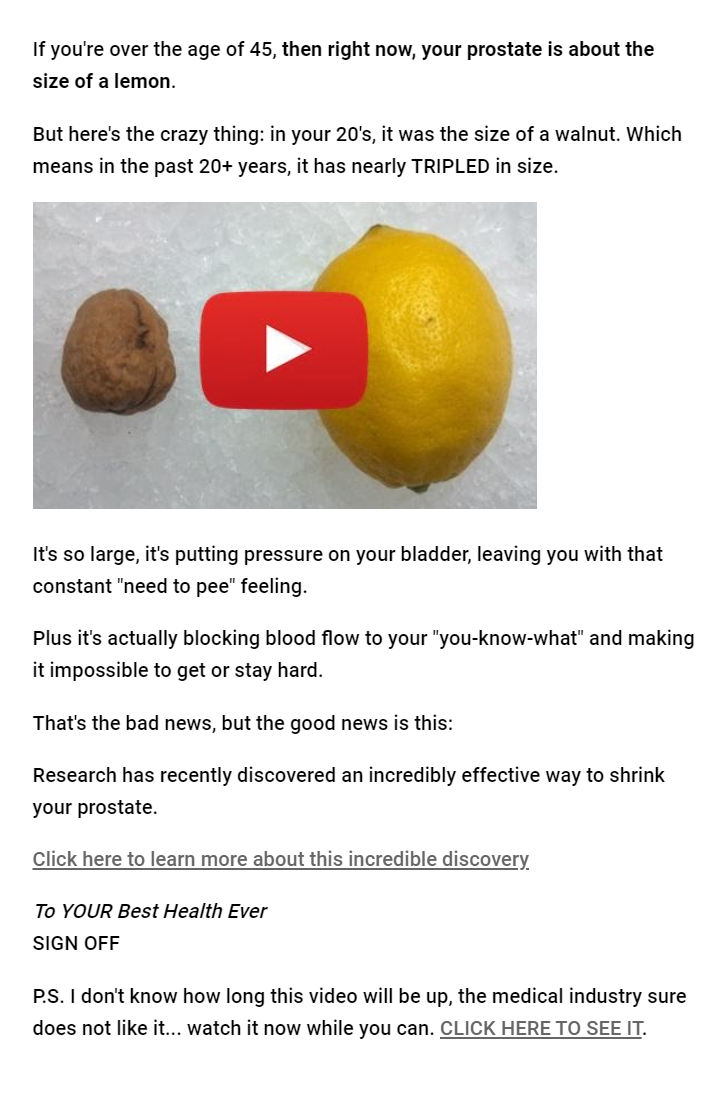 If you're over the age of 45, then right now, your prostate is about the
size of a lemon.
But here's the crazy thing: in your 20's, it was the size of a walnut. Which
means in the past 20+ years, it has nearly TRIPLED in size.
It's so large, it's putting pressure on your bladder, leaving you with that
constant "need to pee" feeling.
Plus it's actually blocking blood flow to your "you-know-what" and making
it impossible to get or stay hard.
That's the bad news, but the good news is this:
Research has recently discovered an incredibly effective way to shrink
your prostate.
Click here to learn more about this incredible discovery
To YOUR Best Health Ever
SIGN OFF
P.S. I don't know how long this video will be up, the medical industry sure
does not like it... watch it now while you can. CLICK HERE TO SEE IT.